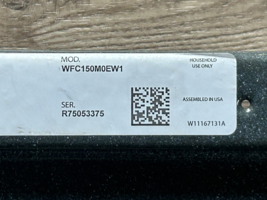 MOD.
WFC150M0EW1
HOUSEHOLD
USE ONLY
SER.
R75053375
ASSEMBLED IN USA
W11167131A